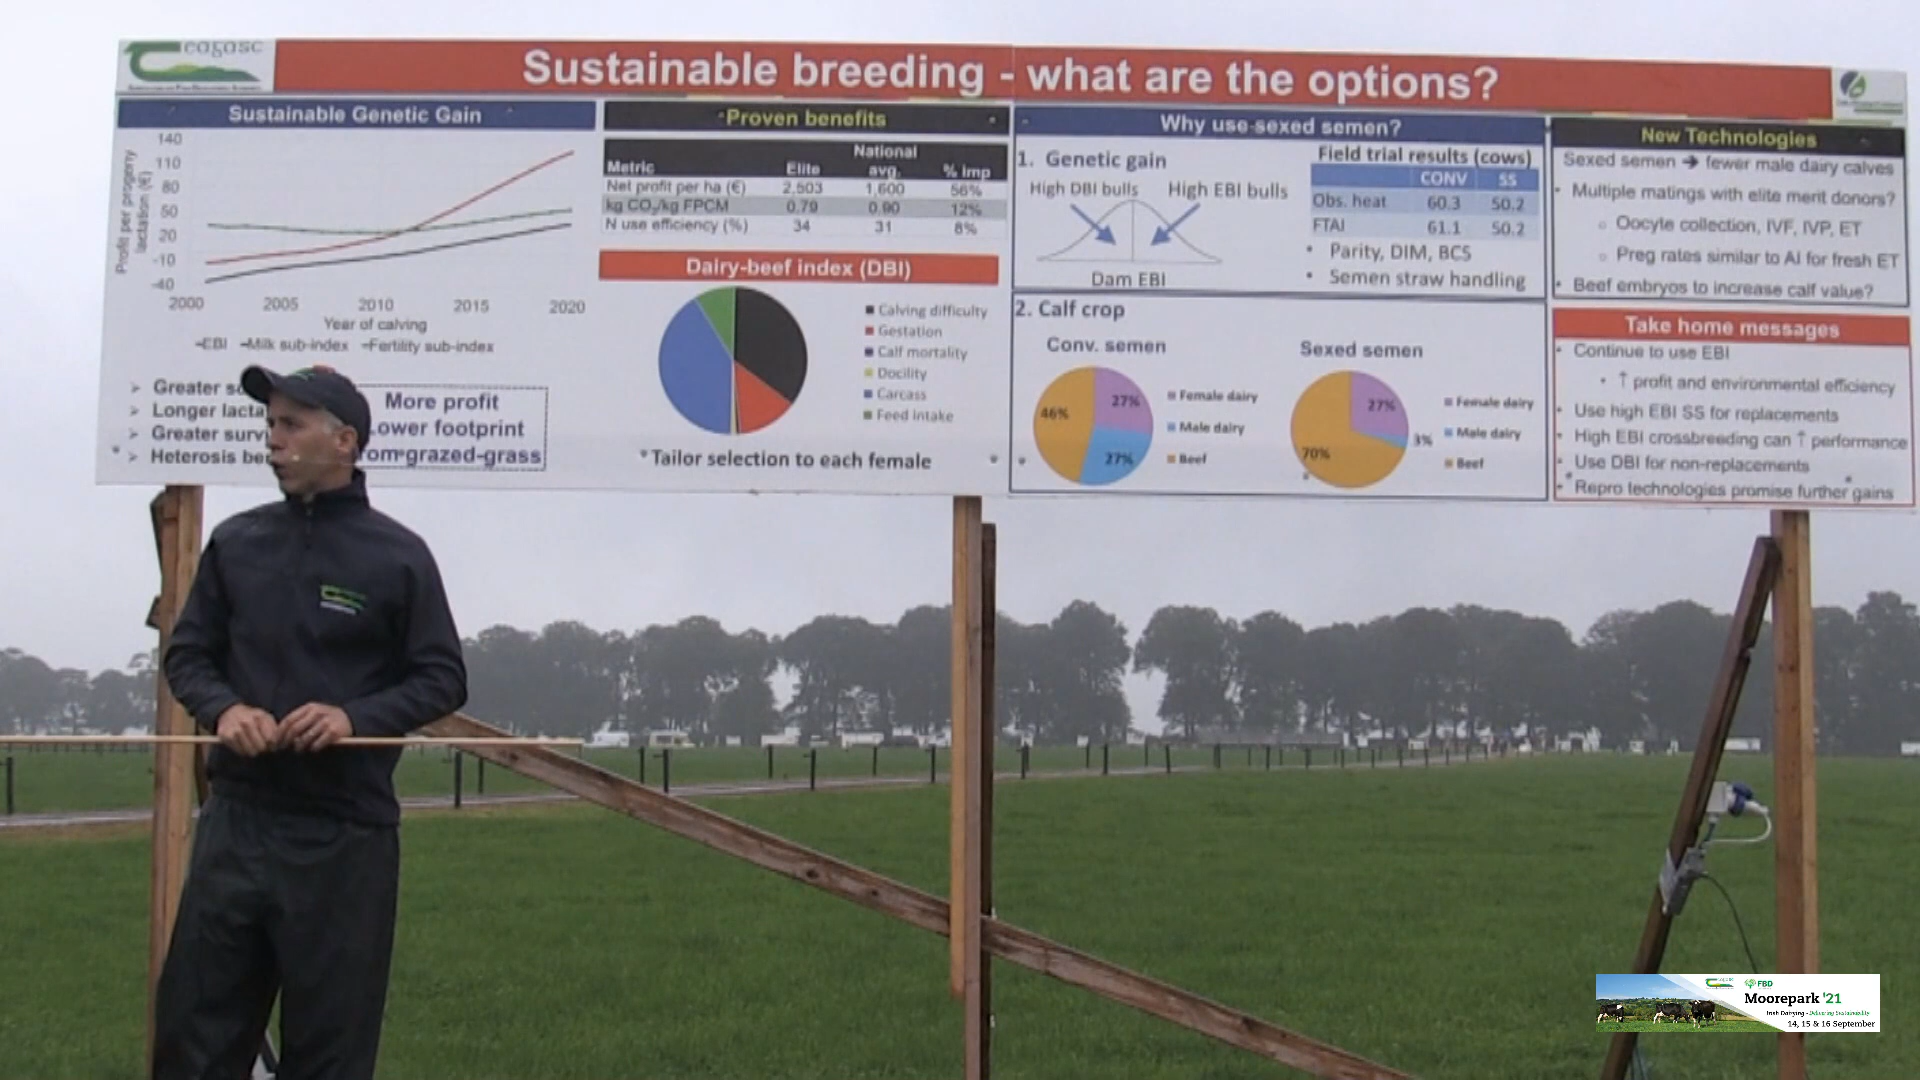 eagasc
Sustainable breeding - what are the options?
Sustainable Genetic Gain
140
110
80
50
20
-10
-40
Profit per progeny
lactation (€)
2000 2005 2010 2015 2020
Year of calving
EBI Milk sub-index Fertility sub-index
Greater
Longer lacta
Greater surv
Heterosis be
More profit
ower footprint
rom grazed-grass
Proven benefits
Metric Elite National avg. % imp
Net profit per ha (€) 2,503 1,600 56%
kg CO₂/kg FPCM 0.79 0.90 12%
N use efficiency (%) 34 31 8%
Dairy-beef index (DBI)
Calving difficulty
Gestation
Calf mortality
Docility
Carcass
Feed intake
Tailor selection to each female
Why use sexed semen?
1. Genetic gain
High DBI bulls High EBI bulls
Dam EBI
Field trial results (cows)
CONV SS
Obs. heat 60.3 50.2
FTAI 61.1 50.2
• Parity, DIM, BCS
• Semen straw handling
2. Calf crop
Conv. semen
46% 27%
27%
Female dairy
Male dairy
Beef
Sexed semen
27%
3%
70%
Female dairy
Male dairy
Beef
New Technologies
Sexed semen → fewer male dairy calves
• Multiple matings with elite merit donors?
o Oocyte collection, IVF, IVP, ET
o Preg rates similar to AI for fresh ET
• Beef embryos to increase calf value?
Take home messages
• Continue to use EBI
• ↑ profit and environmental efficiency
• Use high EBI SS for replacements
• High EBI crossbreeding can ↑ performance
• Use DBI for non-replacements
• Repro technologies promise further gains
FBD
Moorepark '21
Irish Dairying - Delivering Sustainability
14, 15 & 16 September